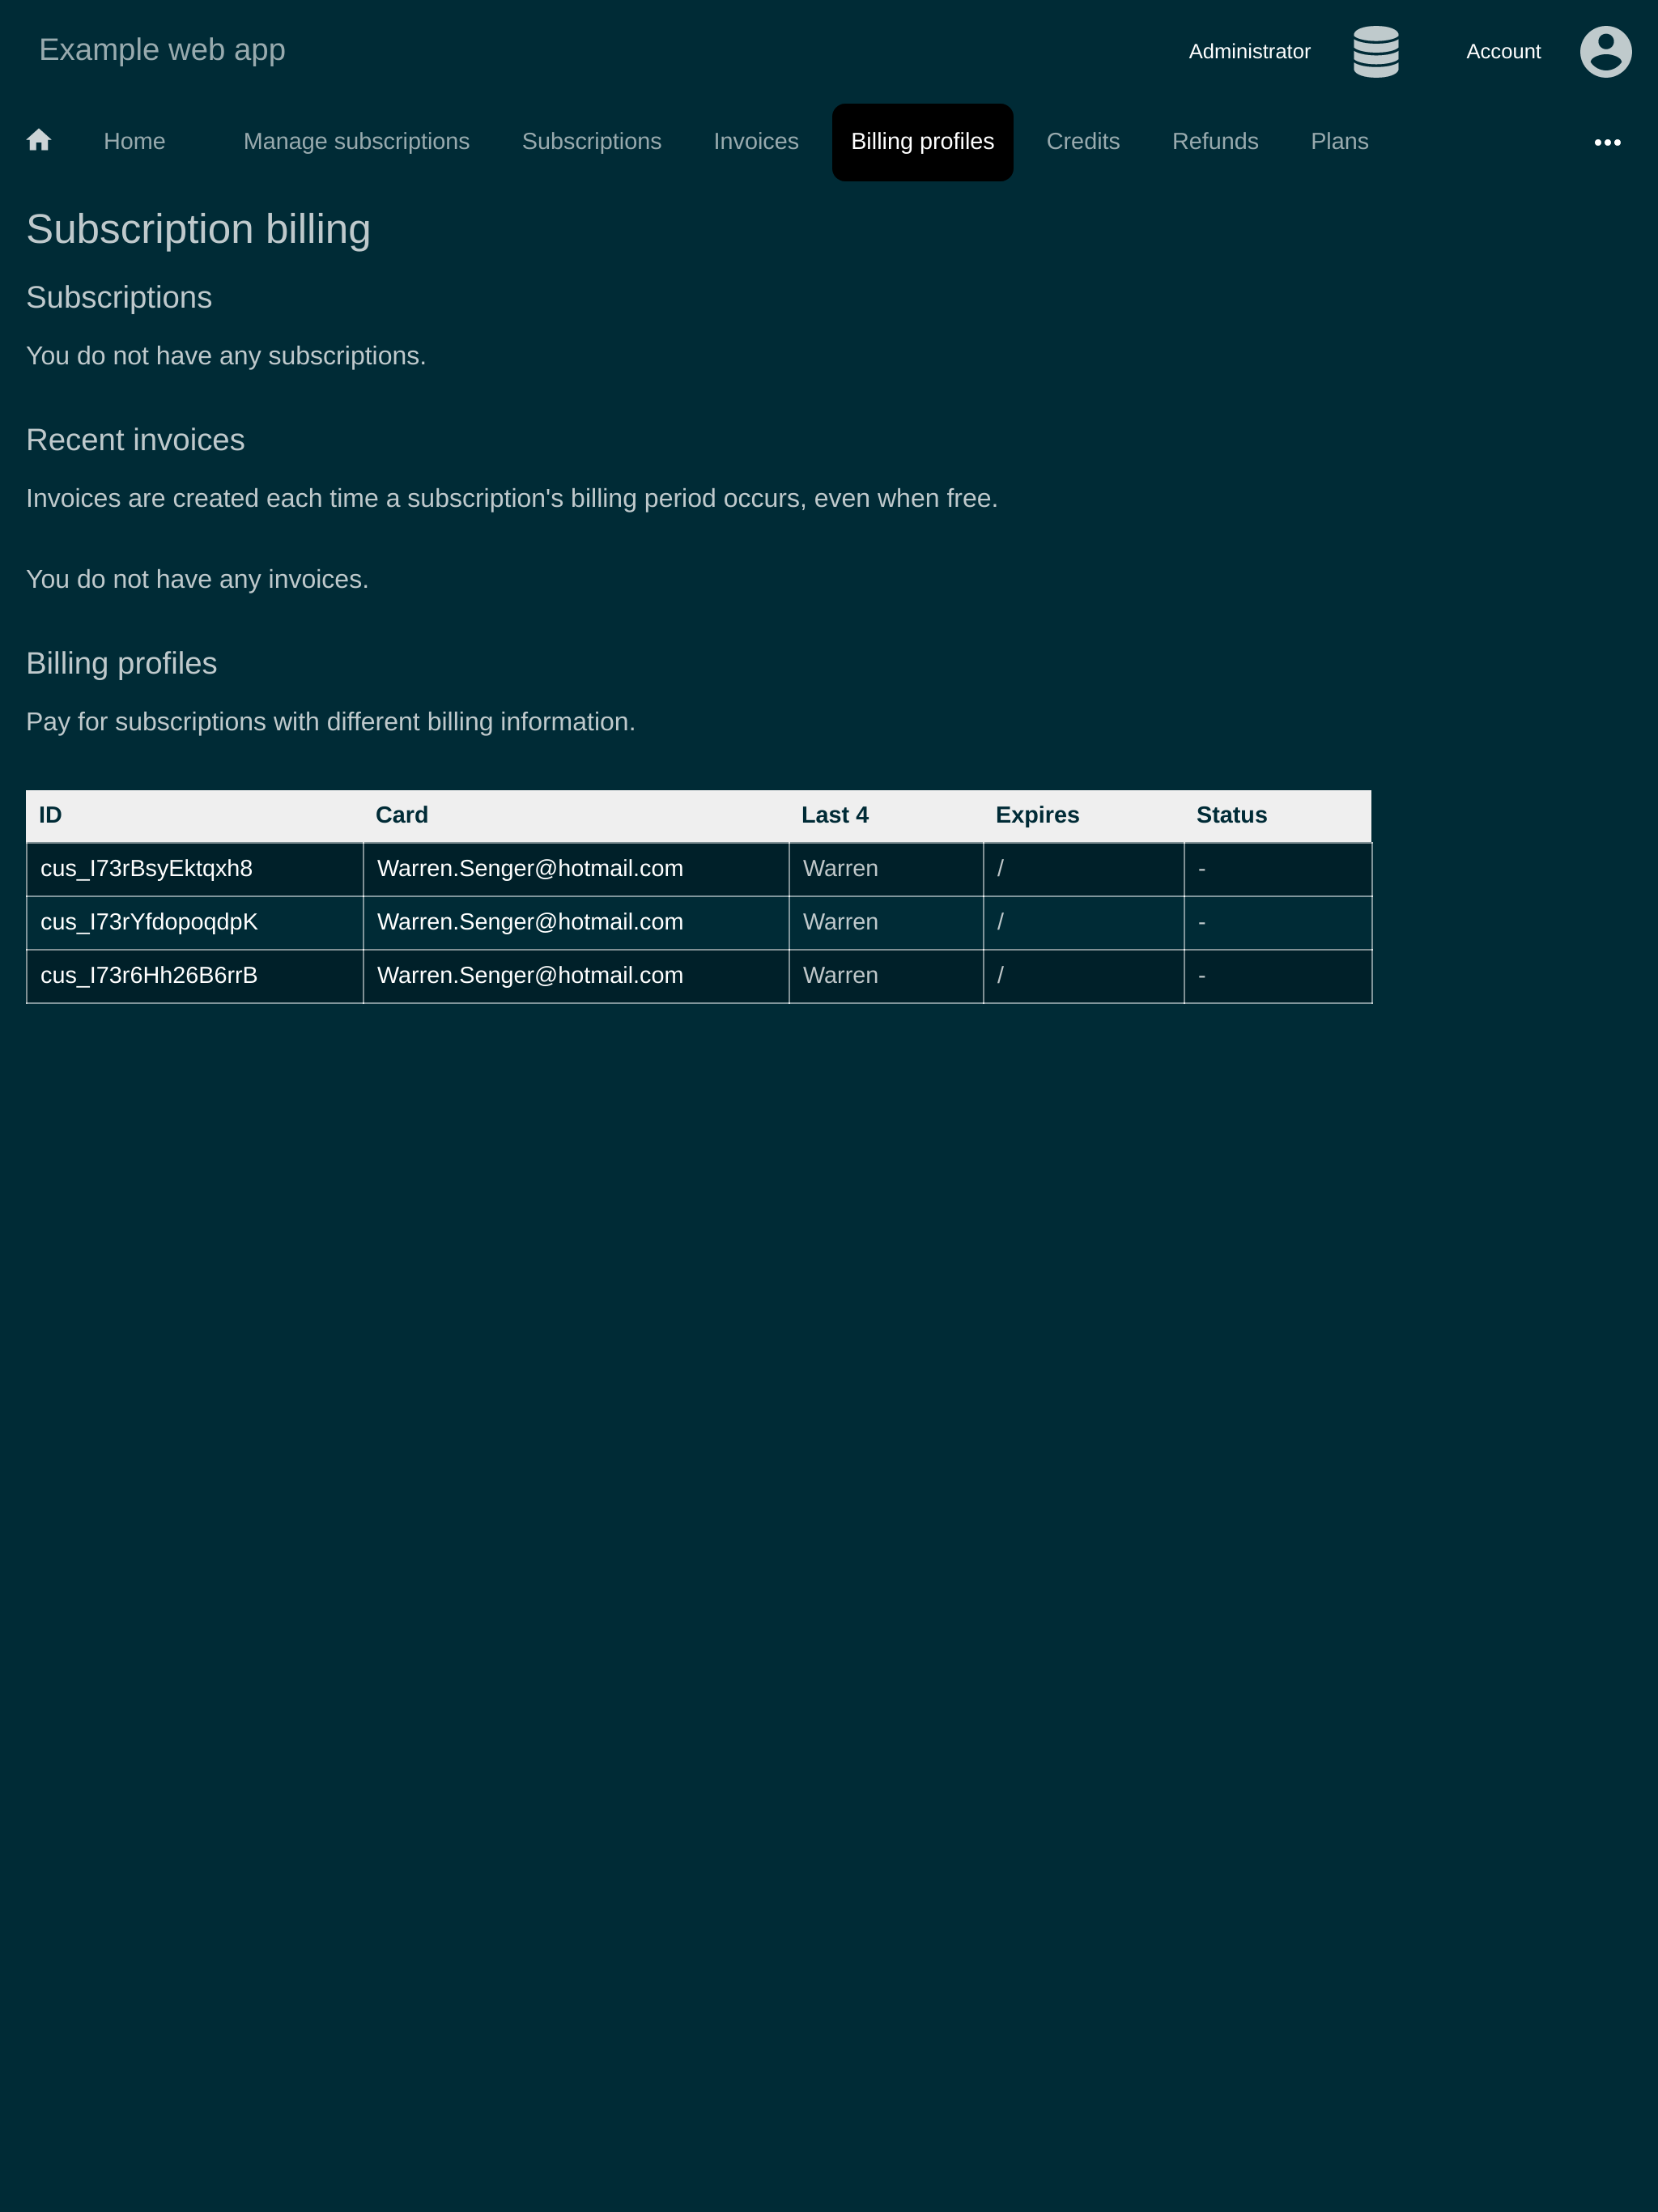 Example web app
Administrator
Account
Home Manage subscriptions Subscriptions Invoices Billing profiles Credits Refunds Plans
Subscription billing
Subscriptions
You do not have any subscriptions.
Recent invoices
Invoices are created each time a subscription's billing period occurs, even when free.
You do not have any invoices.
Billing profiles
Pay for subscriptions with different billing information.
ID Card Last 4 Expires Status
cus_I73rBsyEktqxh8 Warren.Senger@hotmail.com Warren / -
cus_I73rYfdopoqdpK Warren.Senger@hotmail.com Warren / -
cus_I73r6Hh26B6rrB Warren.Senger@hotmail.com Warren / -